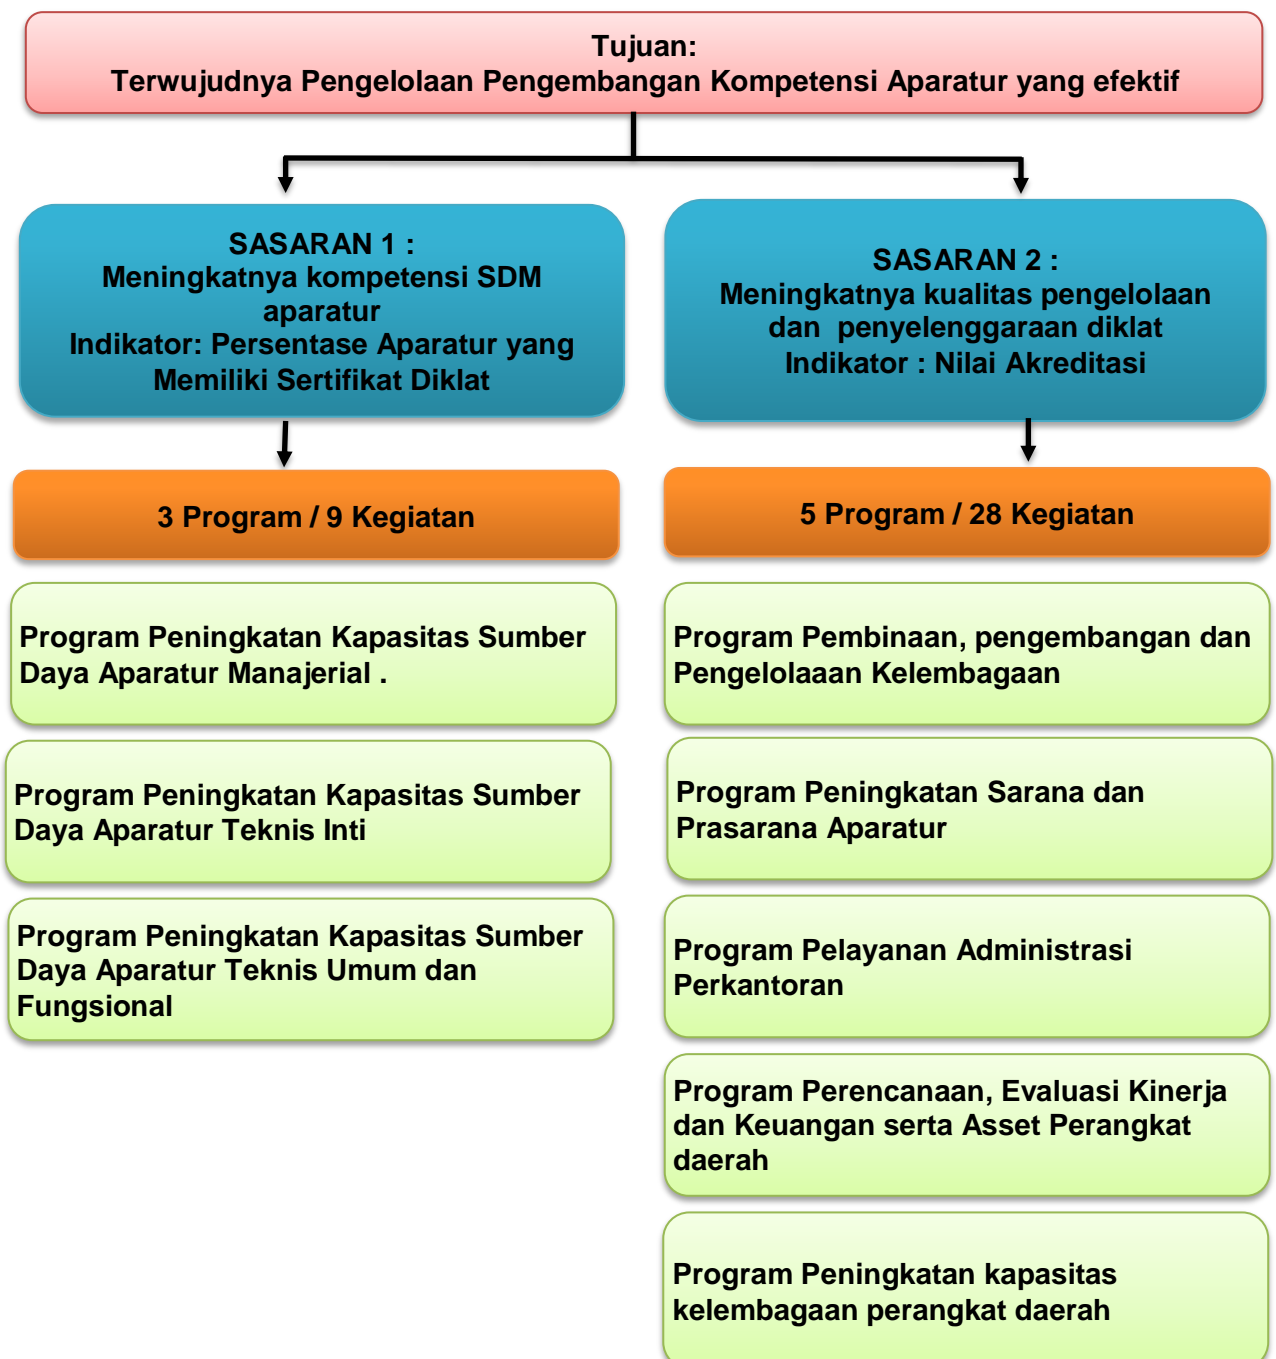 Tujuan:
Terwujudnya Pengelolaan Pengembangan Kompetensi Aparatur yang efektif
SASARAN 1 :
Meningkatnya kompetensi SDM
aparatur
Indikator: Persentase Aparatur yang
Memiliki Sertifikat Diklat
SASARAN 2 :
Meningkatnya kualitas pengelolaan
dan penyelenggaraan diklat
Indikator : Nilai Akreditasi
3 Program / 9 Kegiatan
5 Program / 28 Kegiatan
Program Peningkatan Kapasitas Sumber
Daya Aparatur Manajerial .
Program Peningkatan Kapasitas Sumber
Daya Aparatur Teknis Inti
Program Peningkatan Kapasitas Sumber
Daya Aparatur Teknis Umum dan
Fungsional
Program Pembinaan, pengembangan dan
Pengelolaaan Kelembagaan
Program Peningkatan Sarana dan
Prasarana Aparatur
Program Pelayanan Administrasi
Perkantoran
Program Perencanaan, Evaluasi Kinerja
dan Keuangan serta Asset Perangkat
daerah
Program Peningkatan kapasitas
kelembagaan perangkat daerah